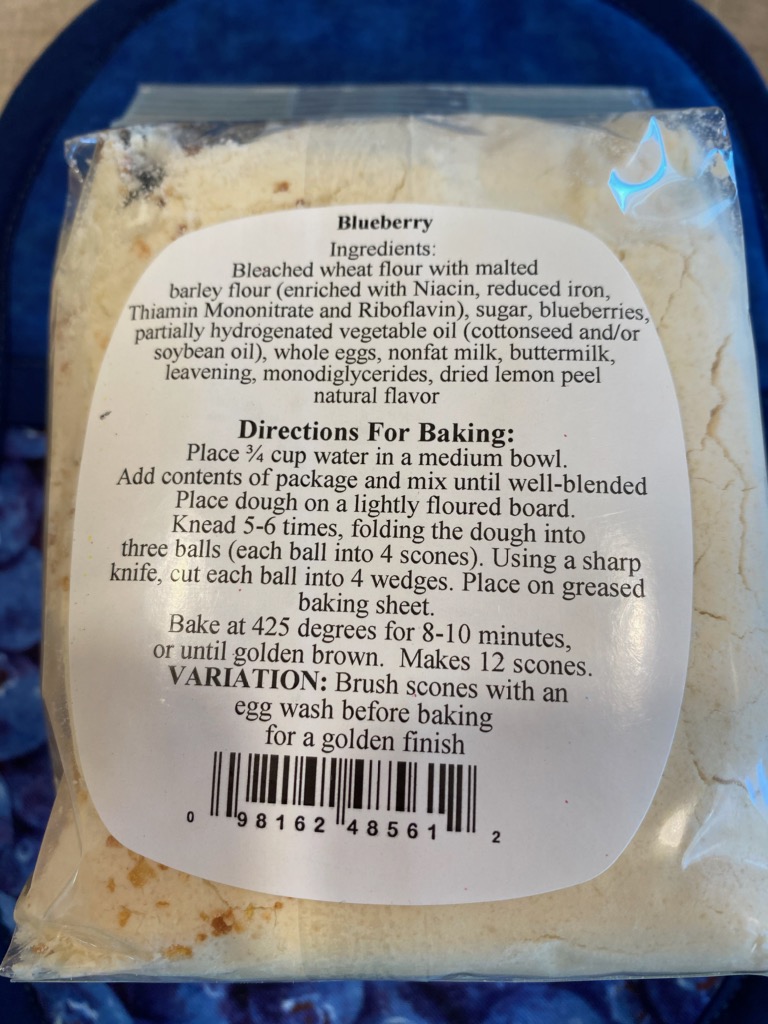 Blueberry
Ingredients:
Bleached wheat flour with malted
barley flour (enriched with Niacin, reduced iron,
Thiamin Mononitrate and Riboflavin), sugar, blueberries,
partially hydrogenated vegetable oil (cottonseed and/or
soybean oil), whole eggs, nonfat milk, buttermilk,
leavening, monodiglycerides, dried lemon peel
natural flavor
Directions For Baking:
Place ¾ cup water in a medium bowl.
Add contents of package and mix until well-blended
Place dough on a lightly floured board.
Knead 5-6 times, folding the dough into
three balls (each ball into 4 scones). Using a sharp
knife, cut each ball into 4 wedges. Place on greased
baking sheet.
Bake at 425 degrees for 8-10 minutes,
or until golden brown. Makes 12 scones.
VARIATION: Brush scones with an
egg wash before baking
for a golden finish
0 98162 48561 2